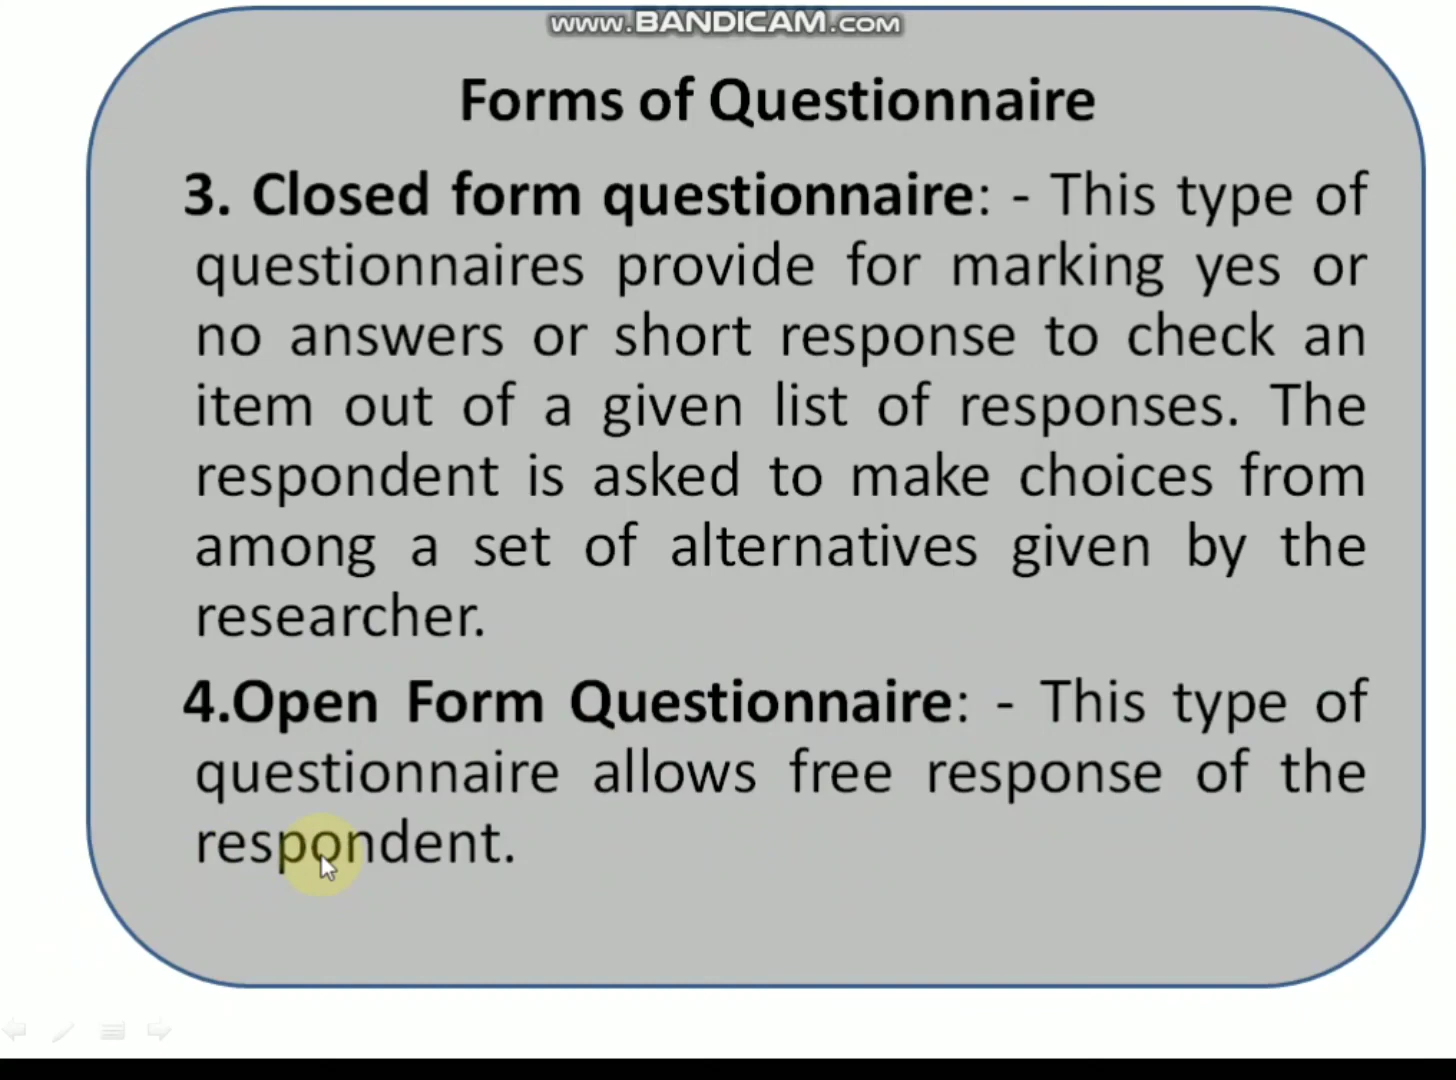 www.BANDICAM.com
Forms of Questionnaire
3. Closed form questionnaire: - This type of
questionnaires provide for marking yes or
no answers or short response to check an
item out of a given list of responses. The
respondent is asked to make choices from
among a set of alternatives given by the
researcher.
4.Open Form Questionnaire: - This type of
questionnaire allows free response of the
respondent.